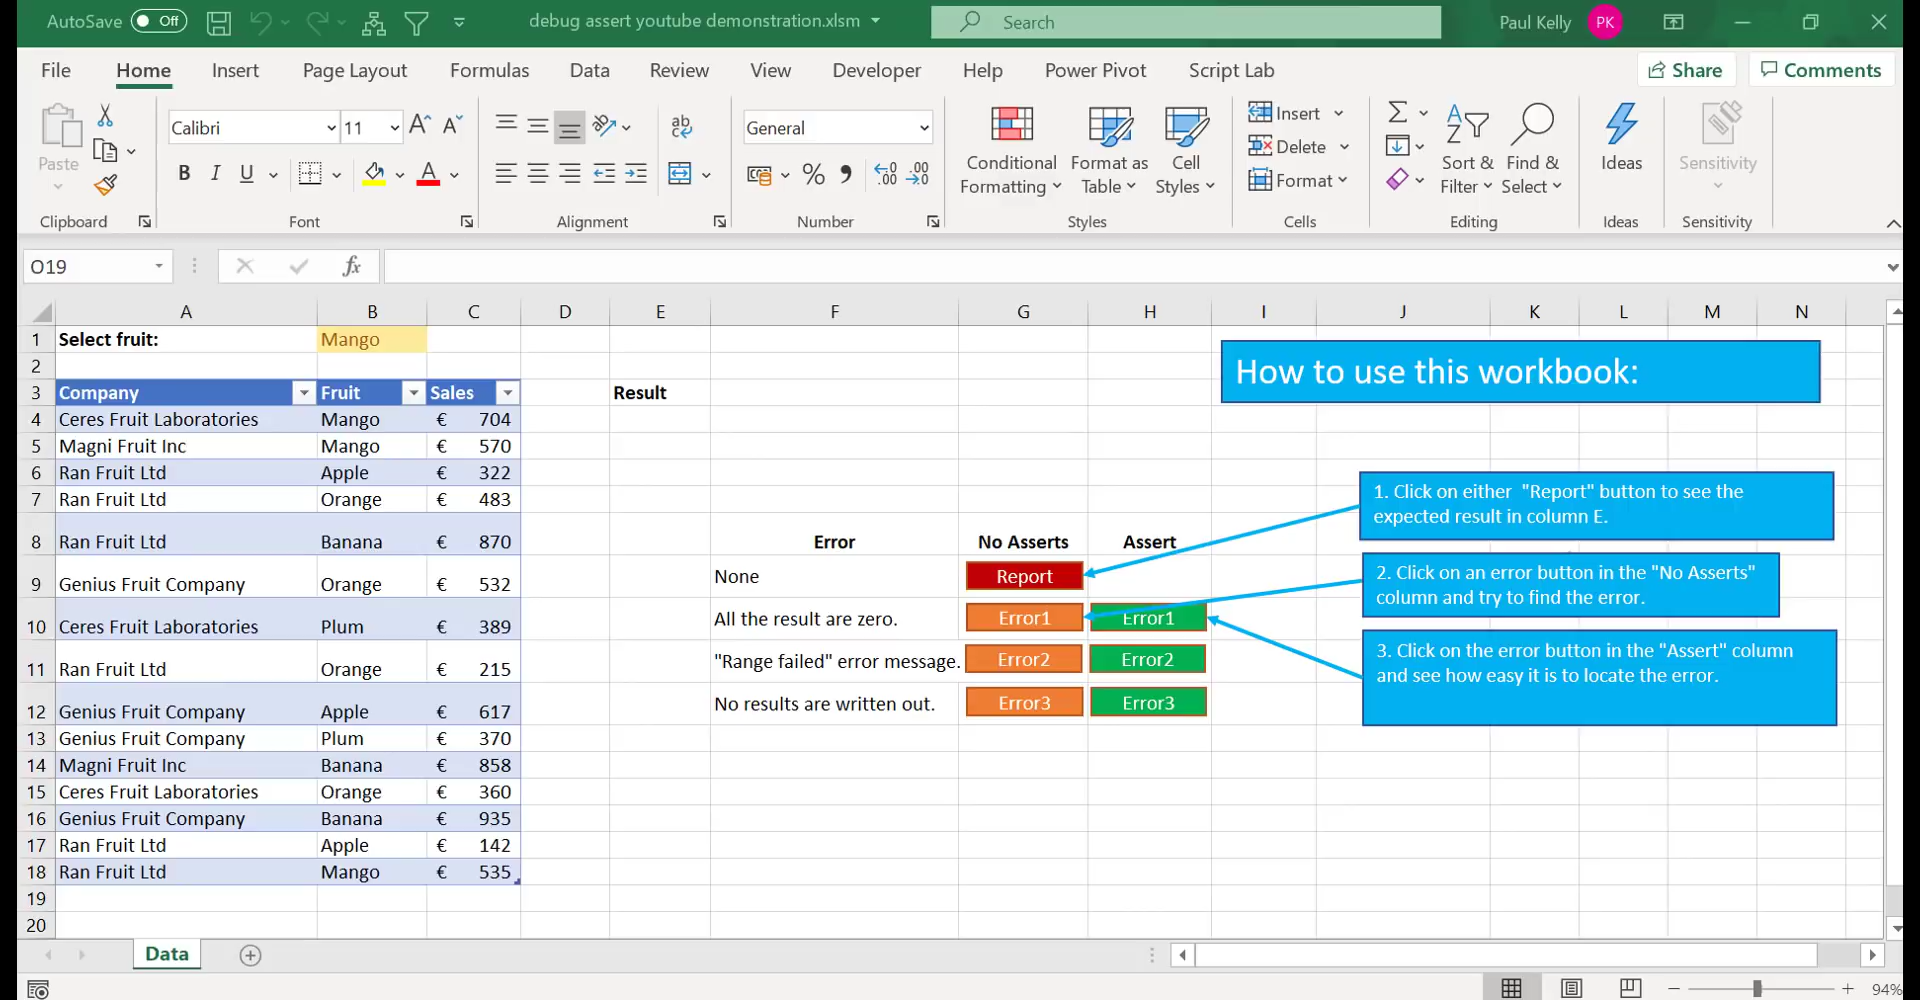 AutoSave Off debug assert youtube demonstration.xlsm Search Paul Kelly PK
File Home Insert Page Layout Formulas Data Review View Developer Help Power Pivot Script Lab Share Comments
Paste
Clipboard
Calibri 11
B I U
Font
ab
Alignment
General
% 9 .00 .00
Number
Conditional Formatting
Format as Table
Cell Styles
Styles
Insert
Delete
Format
Cells
Sort & Filter
Find & Select
Editing
Ideas
Ideas
Sensitivity
Sensitivity
O19 fx
A B C D E F G H I J K L M N
1 Select fruit: Mango
2
How to use this workbook:
3 Company Fruit Sales Result
4 Ceres Fruit Laboratories Mango € 704
5 Magni Fruit Inc Mango € 570
6 Ran Fruit Ltd Apple € 322
7 Ran Fruit Ltd Orange € 483
1. Click on either "Report" button to see the
expected result in column E.
8 Ran Fruit Ltd Banana € 870 Error No Asserts Assert
9 Genius Fruit Company Orange € 532 None Report
2. Click on an error button in the "No Asserts"
column and try to find the error.
10 Ceres Fruit Laboratories Plum € 389 All the result are zero. Error1 Error1
11 Ran Fruit Ltd Orange € 215 "Range failed" error message. Error2 Error2
3. Click on the error button in the "Assert" column
and see how easy it is to locate the error.
12 Genius Fruit Company Apple € 617 No results are written out. Error3 Error3
13 Genius Fruit Company Plum € 370
14 Magni Fruit Inc Banana € 858
15 Ceres Fruit Laboratories Orange € 360
16 Genius Fruit Company Banana € 935
17 Ran Fruit Ltd Apple € 142
18 Ran Fruit Ltd Mango € 535
19
20
Data
94%